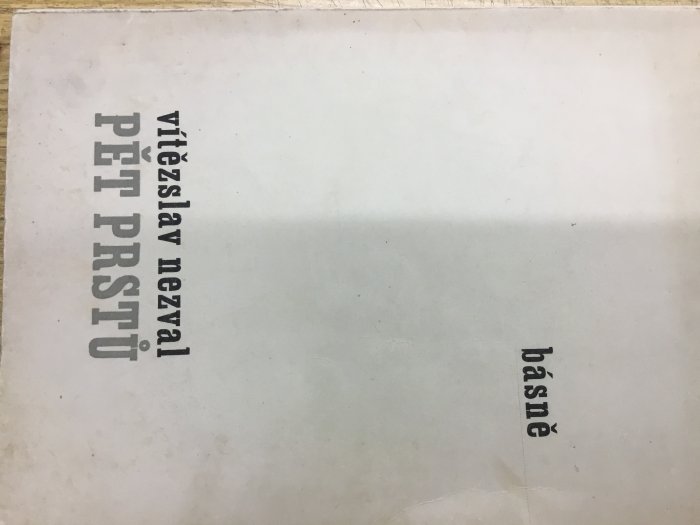 básně
vítězslav nezval
PĚT PRSTŮ